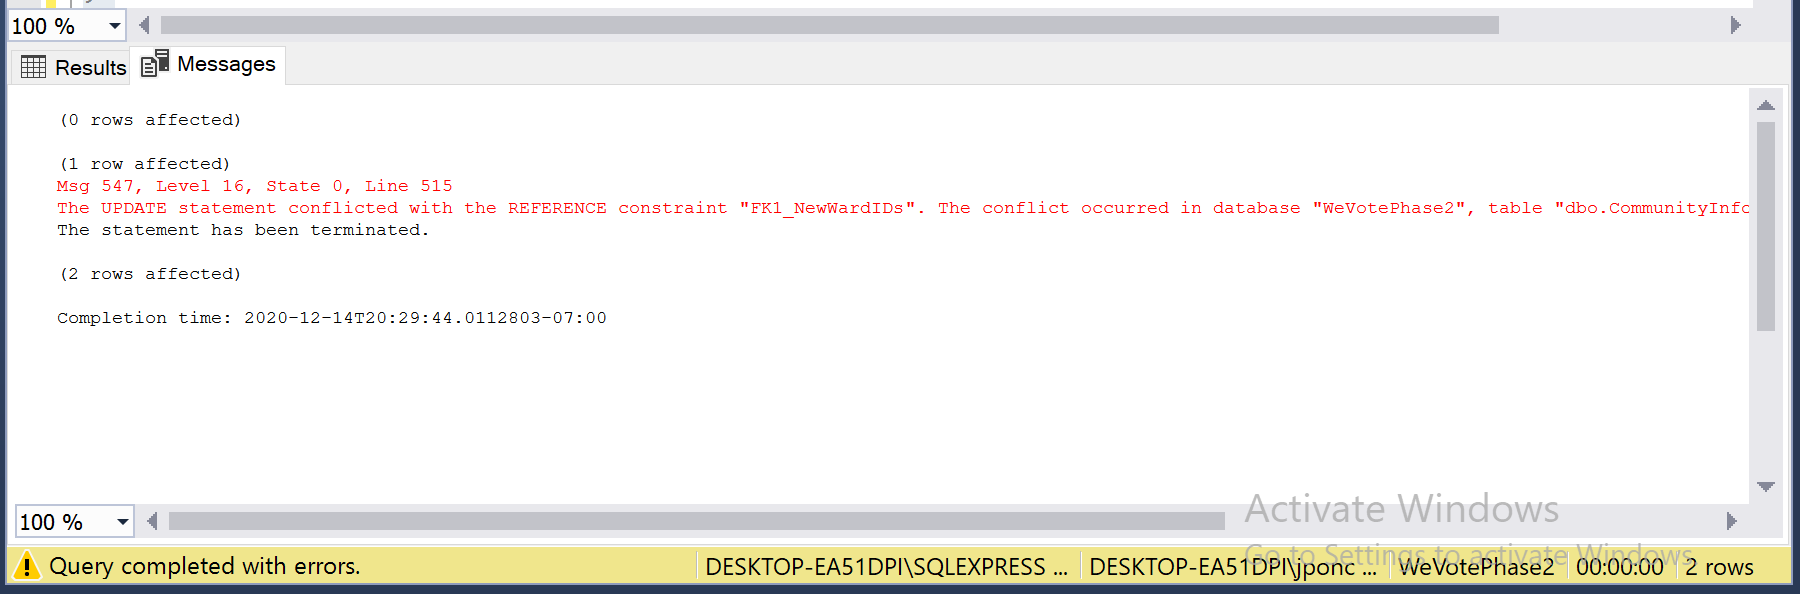 100 %
Results
Messages
(0 rows affected)
(1 row affected)
Msg 547, Level 16, State 0, Line 515
The UPDATE statement conflicted with the REFERENCE constraint "FK1_NewWardIDs". The conflict occurred in database "WeVotePhase2", table "dbo.CommunityInfo
The statement has been terminated.
(2 rows affected)
Completion time: 2020-12-14T20:29:44.0112803-07:00
100 %
Activate Windows
Go to Settings to activate Windows.
Query completed with errors.
DESKTOP-EA51DPI\SQLEXPRESS ...
DESKTOP-EA51DPI\jponc ...
WeVotePhase2
00:00:00
2 rows